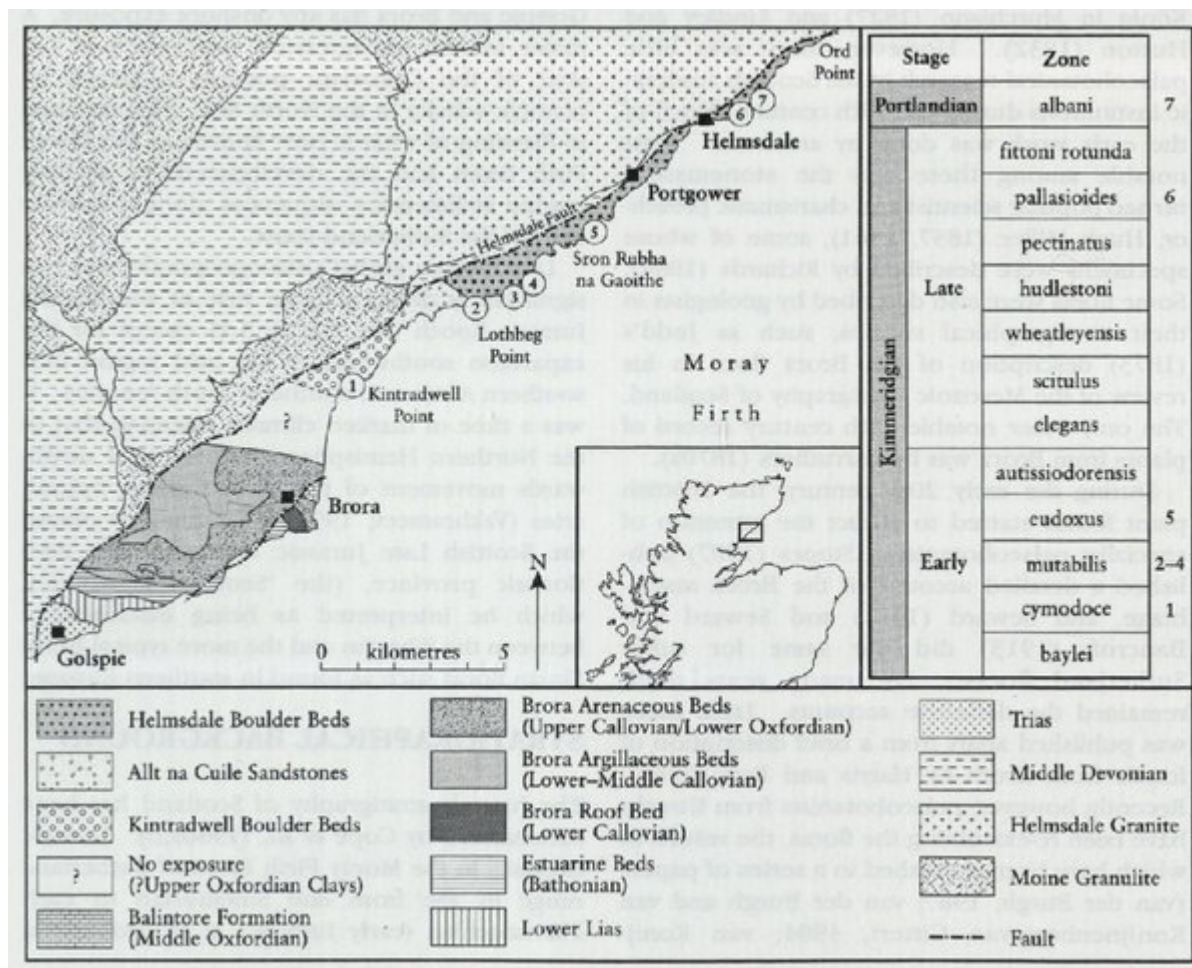 Ord
Point
7
6
Helmsdale
Portgower
Helmsdale Fault
5
Sron Rubha
na Gaoithe
4
3
2
Lothbeg
Point
1
Kintradwell
Point
?
Moray
Firth
Brora
N
0 kilometres 5
Golspie
Stage Zone
Portlandian albani 7
fittoni rotunda
pallasioides 6
pectinatus
Late hudlestoni
wheatleyensis
scitulus
elegans
Kimmeridgian
autissiodorensis
eudoxus 5
Early mutabilis 2–4
cymodoce 1
baylei
Helmsdale Boulder Beds
Allt na Cuile Sandstones
Kintradwell Boulder Beds
? No exposure
(?Upper Oxfordian Clays)
Balintore Formation
(Middle Oxfordian)
Brora Arenaceous Beds
(Upper Callovian/Lower Oxfordian)
Brora Argillaceous Beds
(Lower–Middle Callovian)
Brora Roof Bed
(Lower Callovian)
Estuarine Beds
(Bathonian)
Lower Lias
Trias
Middle Devonian
Helmsdale Granite
Moine Granulite
Fault